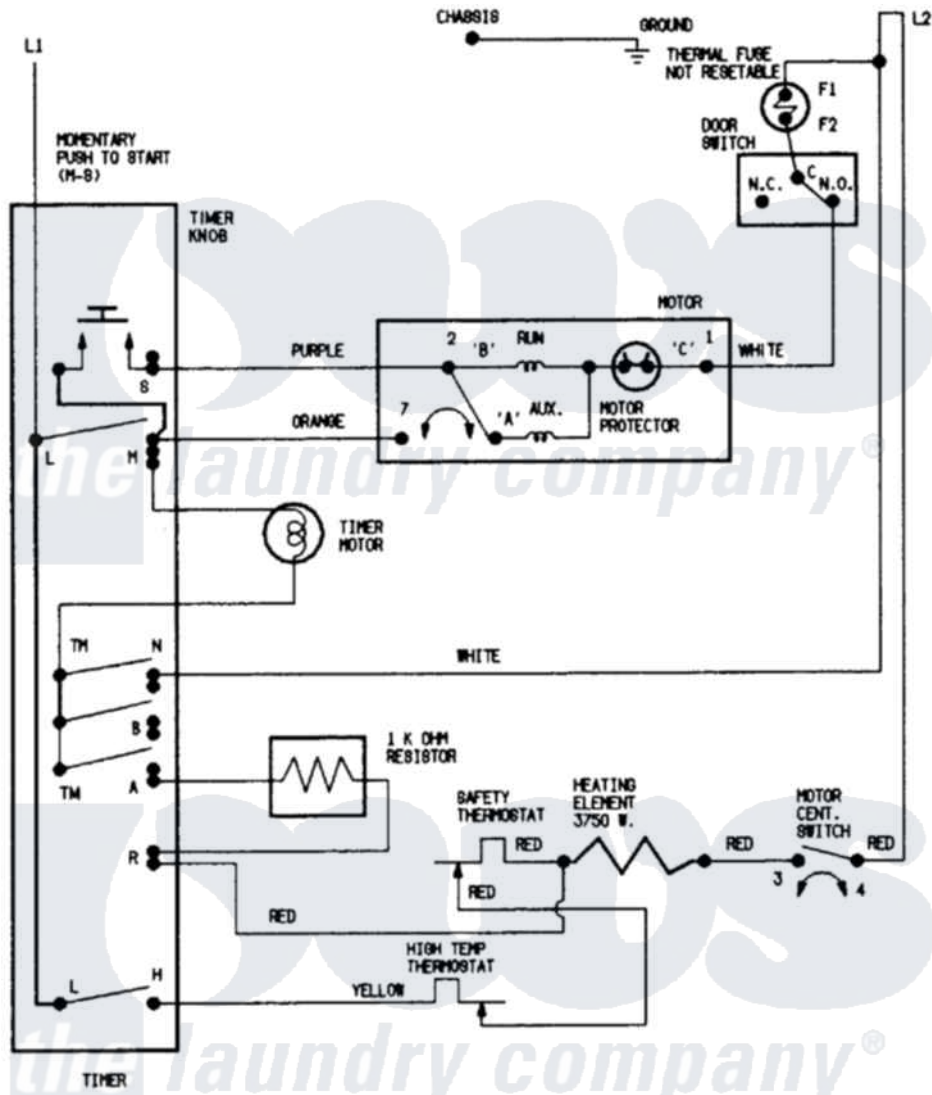 CHASSIS
GROUND
L2
L1
THERMAL FUSE
NOT RESETABLE
F1
F2
DOOR
SWITCH
MOMENTARY
PUSH TO START
(M-S)
C
N.C.
N.O.
TIMER
KNOB
MOTOR
2
'B'
RUN
'C'
1
PURPLE
WHITE
S
7
'A'
AUX.
MOTOR
PROTECTOR
ORANGE
L
M
the laundry company®
TIMER
MOTOR
TM
N
WHITE
B
1 K OHM
RESISTOR
TM
A
SAFETY
THERMOSTAT
HEATING
ELEMENT
3750 W.
MOTOR
CENT.
SWITCH
R
RED
RED
RED
3
4
RED
RED
HIGH TEMP
THERMOSTAT
L
H
YELLOW
the laundry company®
TIMER